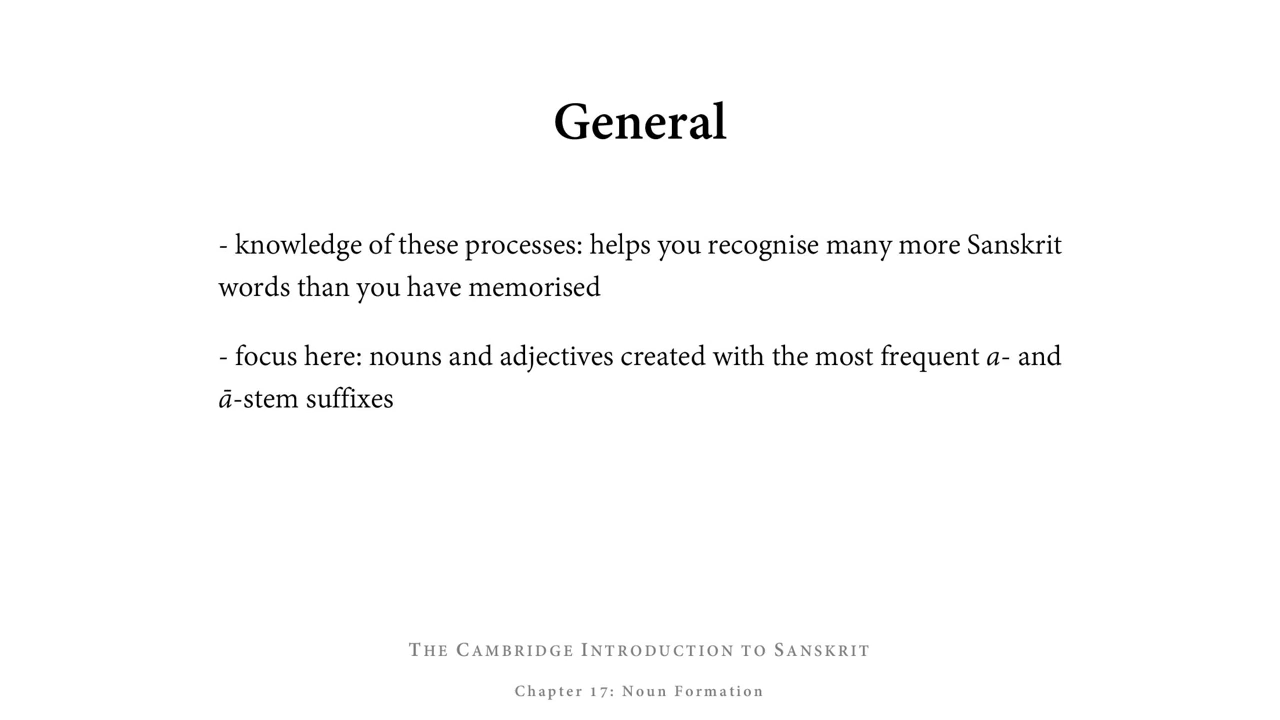 General
- knowledge of these processes: helps you recognise many more Sanskrit
words than you have memorised
- focus here: nouns and adjectives created with the most frequent a- and
ā-stem suffixes
The Cambridge Introduction to Sanskrit
Chapter 17: Noun Formation